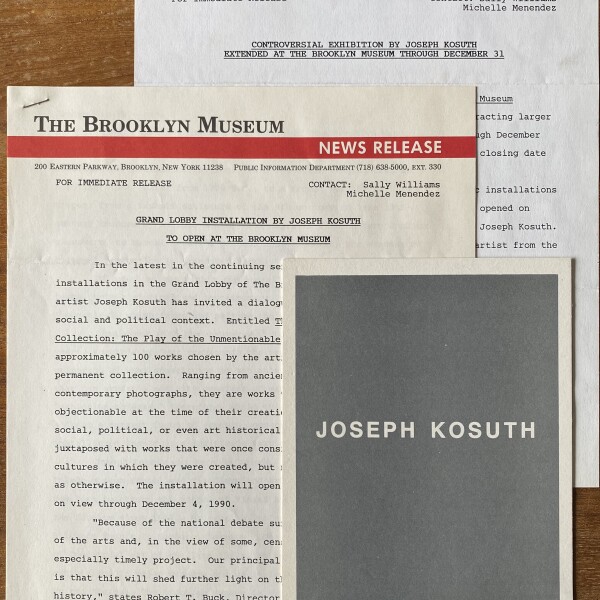 Michelle Menendez
CONTROVERSIAL EXHIBITION BY JOSEPH KOSUTH
EXTENDED AT THE BROOKLYN MUSEUM THROUGH DECEMBER 31
Museum
racting larger
ugh December
closing date
installations
opened on
Joseph Kosuth.
artist from the
THE BROOKLYN MUSEUM
NEWS RELEASE
200 EASTERN PARKWAY, BROOKLYN, NEW YORK 11238 PUBLIC INFORMATION DEPARTMENT (718) 638-5000, EXT. 330
FOR IMMEDIATE RELEASE
CONTACT: Sally Williams
Michelle Menendez
GRAND LOBBY INSTALLATION BY JOSEPH KOSUTH
TO OPEN AT THE BROOKLYN MUSEUM
In the latest in the continuing se
installations in the Grand Lobby of The B
artist Joseph Kosuth has invited a dialog
social and political context. Entitled T
Collection: The Play of the Unmentionable
approximately 100 works chosen by the art
permanent collection. Ranging from ancie
contemporary photographs, they are works
objectionable at the time of their creati
social, political, or even art historical
juxtaposed with works that were once cons
cultures in which they were created, but
as otherwise. The installation will open
on view through December 4, 1990.
"Because of the national debate su
of the arts and, in the view of some, cen
especially timely project. Our principal
is that this will shed further light on th
history," states Robert T. Buck, Director
JOSEPH KOSUTH